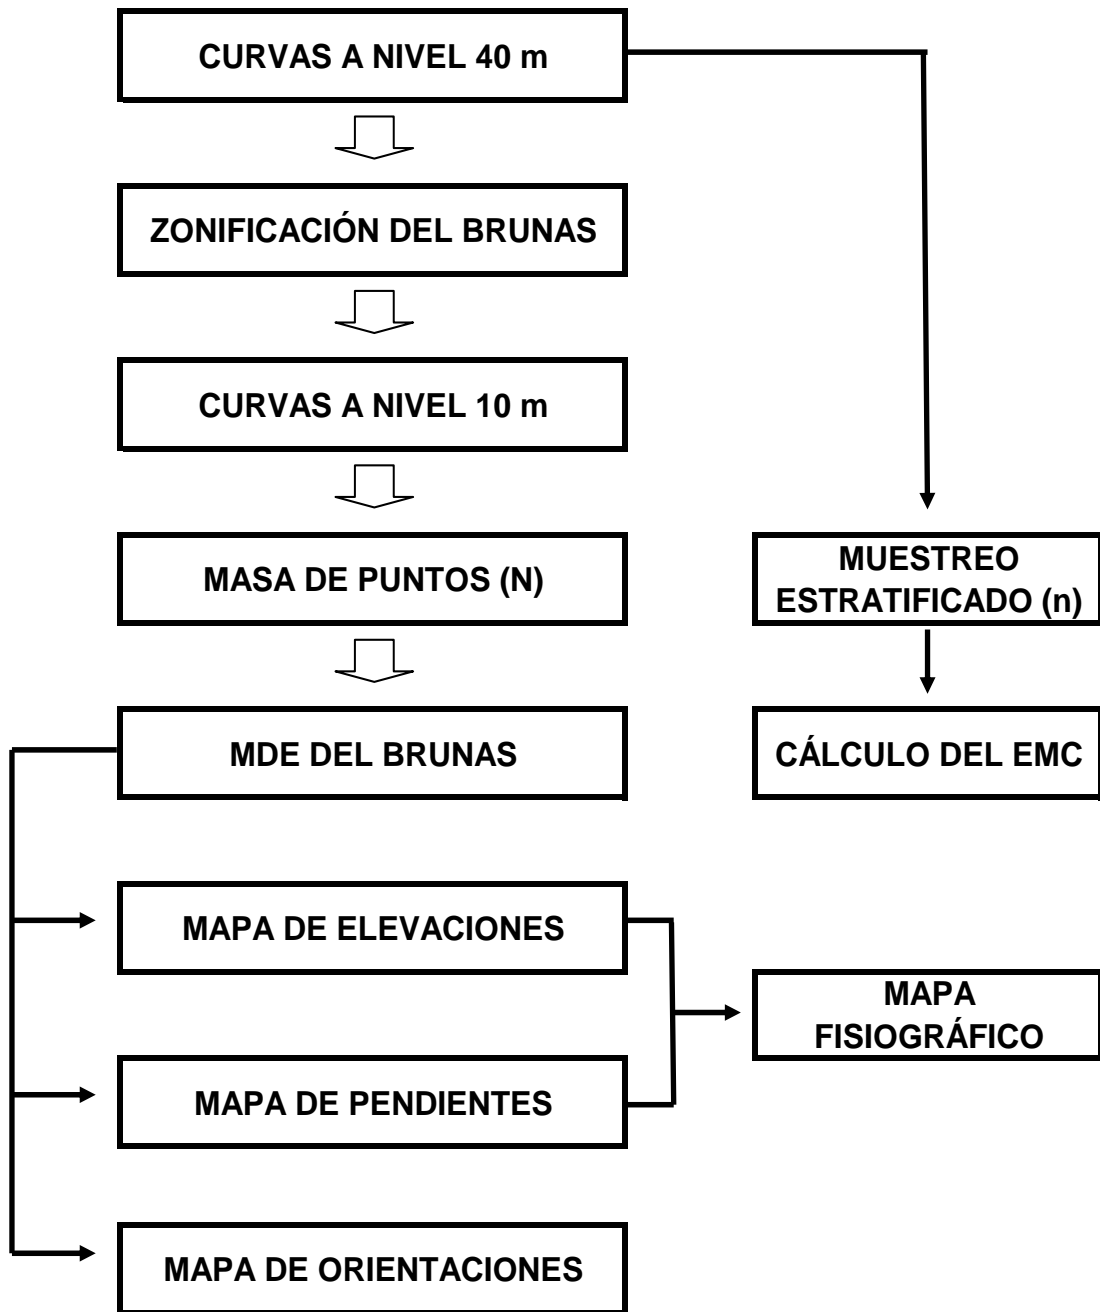 CURVAS A NIVEL 40 m
ZONIFICACIÓN DEL BRUNAS
CURVAS A NIVEL 10 m
MASA DE PUNTOS (N)
MUESTREO
ESTRATIFICADO (n)
MDE DEL BRUNAS
CÁLCULO DEL EMC
MAPA DE ELEVACIONES
MAPA
FISIOGRÁFICO
MAPA DE PENDIENTES
MAPA DE ORIENTACIONES